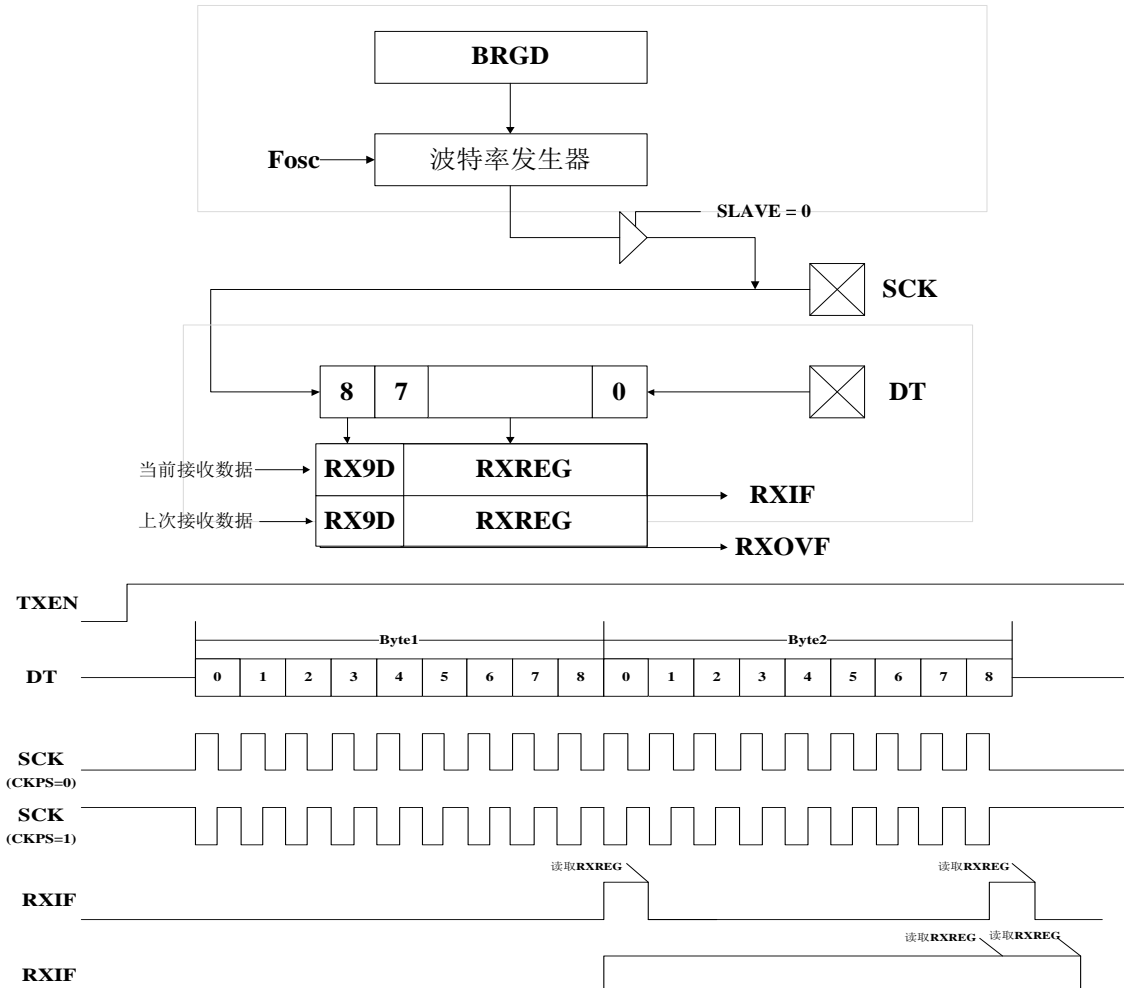 BRGD
Fosc
波特率发生器
SLAVE = 0
SCK
8 7 0
DT
当前接收数据
RX9D RXREG
RXIF
上次接收数据
RX9D RXREG
RXOVF
TXEN
Byte1 Byte2
DT
0 1 2 3 4 5 6 7 8 0 1 2 3 4 5 6 7 8
SCK
(CKPS=0)
SCK
(CKPS=1)
读取RXREG 读取RXREG
RXIF
读取RXREG 读取RXREG
RXIF